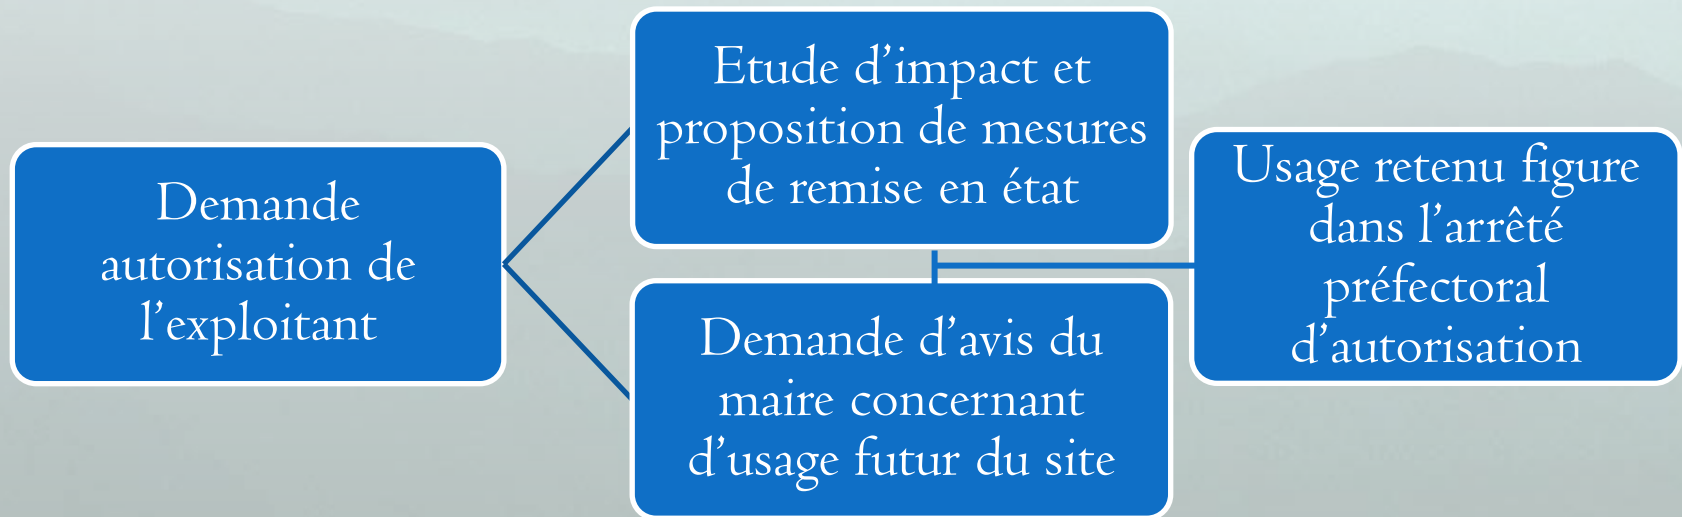 Demande
autorisation de
l’exploitant
Etude d’impact et
proposition de mesures
de remise en état
Demande d’avis du
maire concernant
d’usage futur du site
Usage retenu figure
dans l’arrêté
préfectoral
d’autorisation